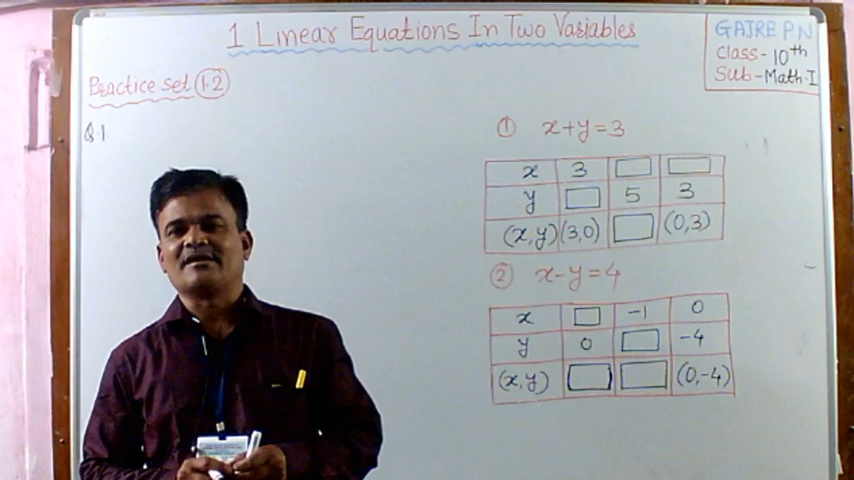 1 Linear Equations In Two Variables
GAJRE P N
Class - 10th
Sub - Math-I
Practice set 1.2
Q.1
① x+y=3
x 3 □ □
y □ 5 3
(x,y) (3,0) □ (0,3)
② x-y=4
x □ -1 0
y 0 □ -4
(x,y) □ □ (0,-4)